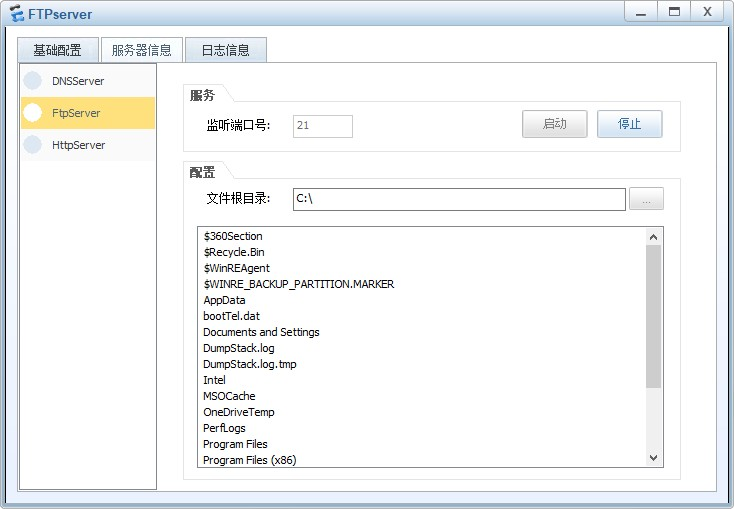 FTPserver
基础配置 服务器信息 日志信息
DNSServer
FtpServer
HttpServer
服务
监听端口号: 21 启动 停止
配置
文件根目录: C:\ ...
$360Section
$Recycle.Bin
$WinREAgent
$WINRE_BACKUP_PARTITION.MARKER
AppData
bootTel.dat
Documents and Settings
DumpStack.log
DumpStack.log.tmp
Intel
MSOCache
OneDriveTemp
PerfLogs
Program Files
Program Files (x86)